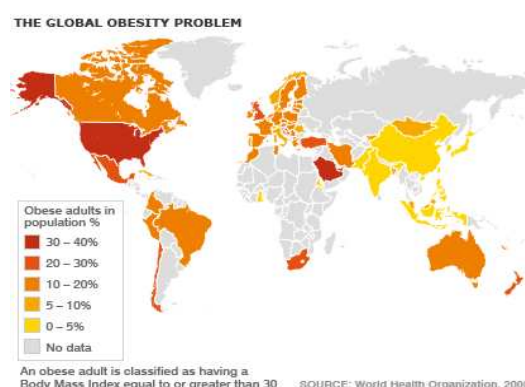 THE GLOBAL OBESITY PROBLEM
Obese adults in
population %
30 – 40%
20 – 30%
10 – 20%
5 – 10%
0 – 5%
No data
An obese adult is classified as having a
Body Mass Index equal to or greater than 30
SOURCE: World Health Organization,